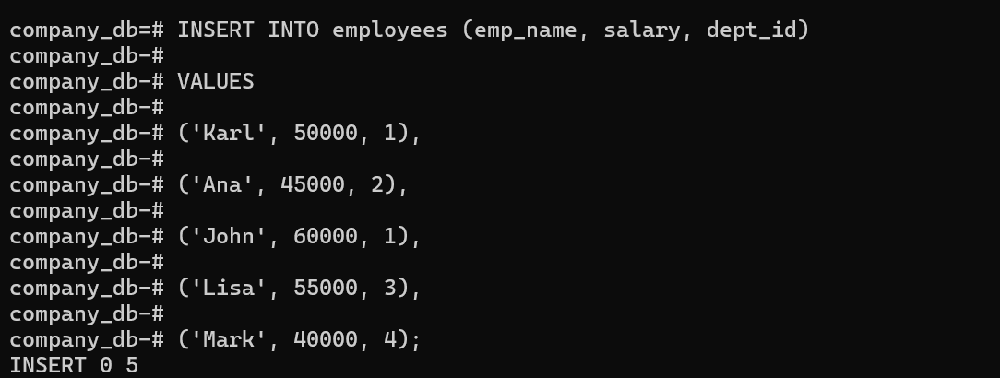 company_db=# INSERT INTO employees (emp_name, salary, dept_id)
company_db-#
company_db-# VALUES
company_db-#
company_db-# ('Karl', 50000, 1),
company_db-#
company_db-# ('Ana', 45000, 2),
company_db-#
company_db-# ('John', 60000, 1),
company_db-#
company_db-# ('Lisa', 55000, 3),
company_db-#
company_db-# ('Mark', 40000, 4);
INSERT 0 5